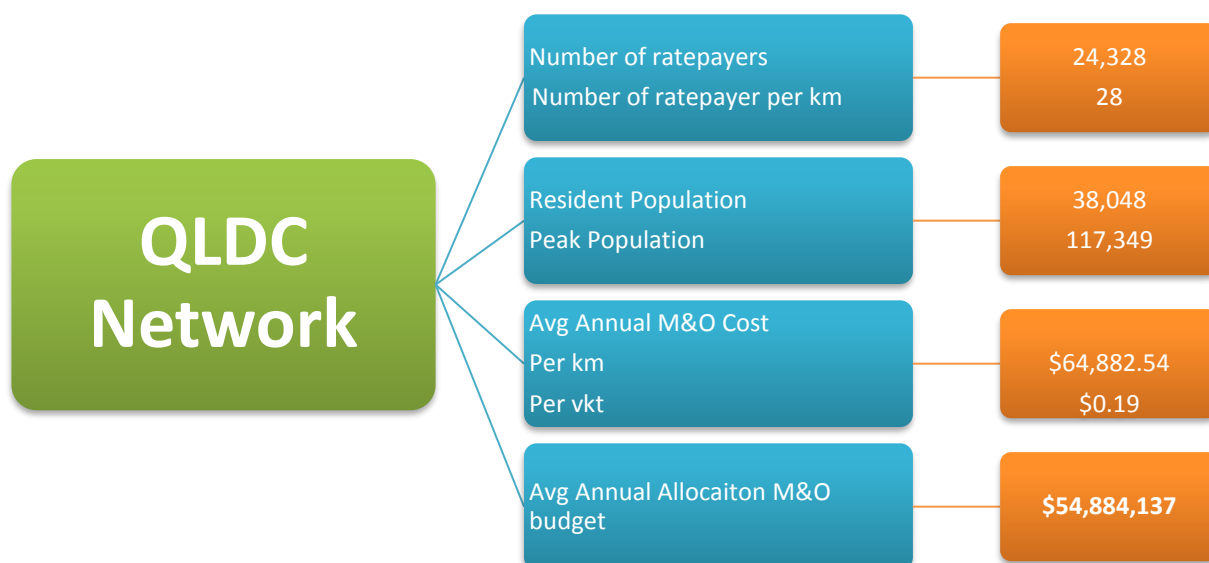 QLDC
Network
Number of ratepayers
Number of ratepayer per km
24,328
28
Resident Population
Peak Population
38,048
117,349
Avg Annual M&O Cost
Per km
Per vkt
$64,882.54
$0.19
Avg Annual Allocaiton M&O
budget
$54,884,137